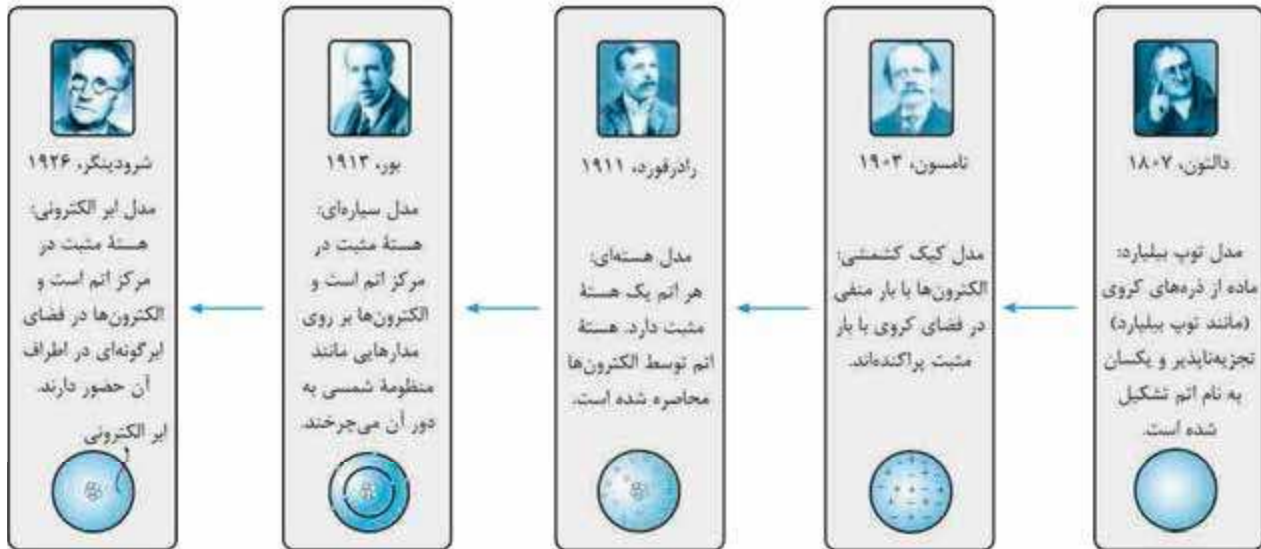 دالتون، ۱۸۰۷
مدل توپ بیلیارد:
ماده از ذره‌های کروی
(مانند توپ بیلیارد)
تجزیه‌ناپذیر و یکسان
به نام اتم تشکیل
شده است.
تامسون، ۱۹۰۳
مدل کیک کشمشی:
الکترون‌ها با بار منفی
در فضای کروی با بار
مثبت پراکنده‌اند.
رادرفورد، ۱۹۱۱
مدل هسته‌ای:
هر اتم یک هستهٔ
مثبت دارد. هستهٔ
اتم توسط الکترون‌ها
محاصره شده است.
بور، ۱۹۱۳
مدل سیاره‌ای:
هستهٔ مثبت در
مرکز اتم است و
الکترون‌ها بر روی
مدارهایی مانند
منظومهٔ شمسی به
دور آن می‌چرخند.
شرودینگر، ۱۹۲۶
مدل ابر الکترونی:
هستهٔ مثبت در
مرکز اتم است و
الکترون‌ها در فضای
ابرگونه‌ای در اطراف
آن حضور دارند.
ابر الکترونی